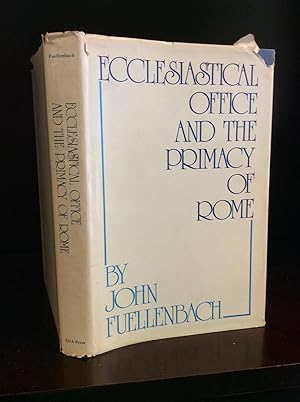 ECCLESIASTICAL
OFFICE
AND THE
PRIMACY
OF
ROME
BY
JOHN
FUELLENBACH
Fuellenbach
ECCLESIASTICAL OFFICE
AND THE PRIMACY OF ROME
CUA Press